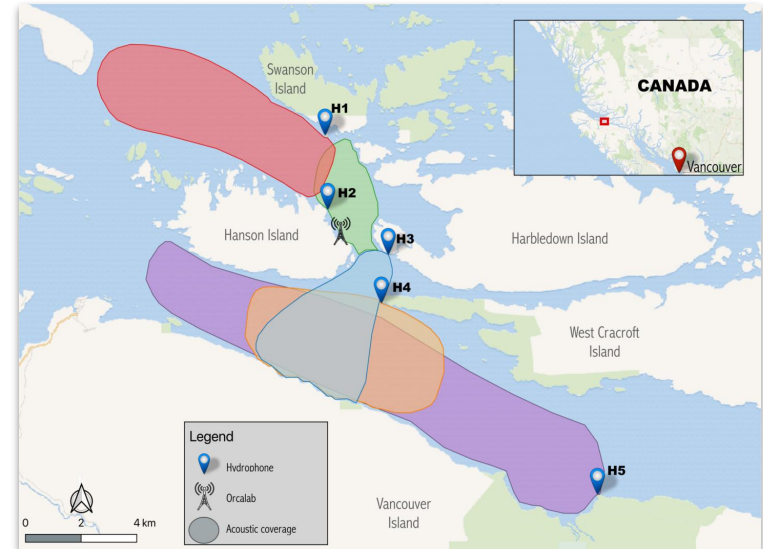 Swanson
Island
H1
CANADA
Vancouver
H2
Hanson Island
H3
Harbledown Island
H4
West Cracroft
Island
H5
Legend
Hydrophone
Orcalab
Acoustic coverage
Vancouver
Island
0 2 4 km